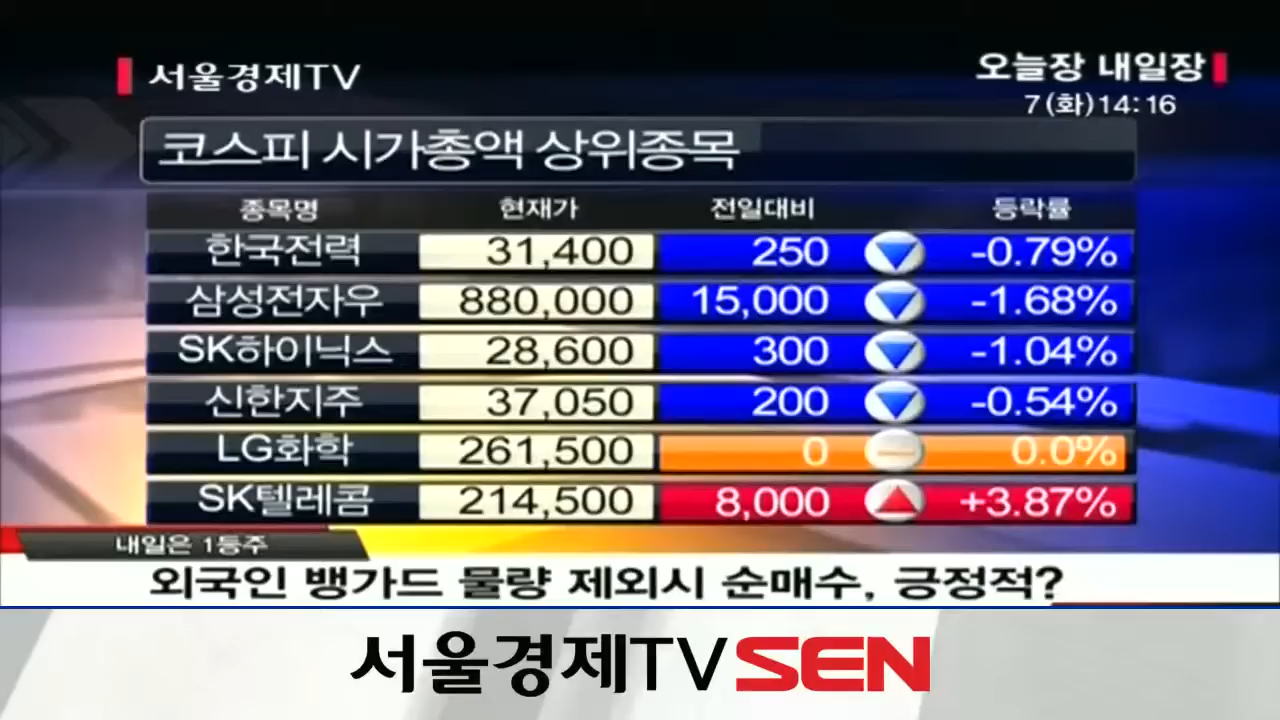 서울경제TV
오늘장 내일장
7(화)14:16
코스피 시가총액 상위종목
종목명 현재가 전일대비 등락률
한국전력 31,400 250 -0.79%
삼성전자우 880,000 15,000 -1.68%
SK하이닉스 28,600 300 -1.04%
신한지주 37,050 200 -0.54%
LG화학 261,500 0 0.0%
SK텔레콤 214,500 8,000 +3.87%
내일은 1등주
외국인 뱅가드 물량 제외시 순매수, 긍정적?
서울경제TV SEN